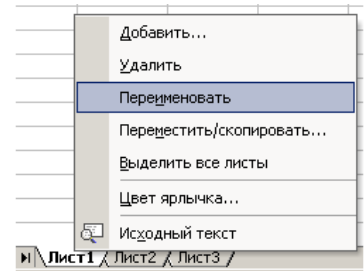 Добавить...
Удалить
Переименовать
Переместить/скопировать...
Выделить все листы
Цвет ярлычка...
Исходный текст
Лист1 / Лист2 / Лист3 /